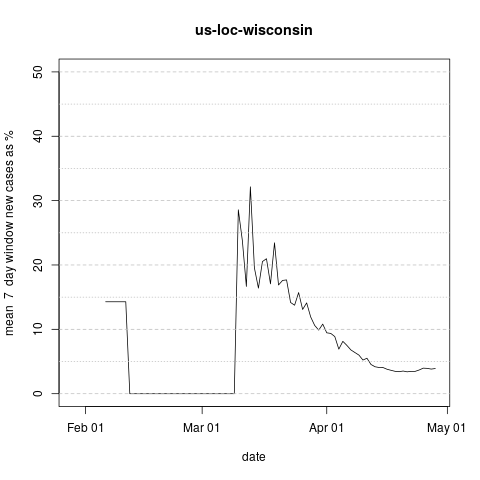 us-loc-wisconsin
mean 7 day window new cases as %
50
40
30
20
10
0
Feb 01
Mar 01
Apr 01
May 01
date